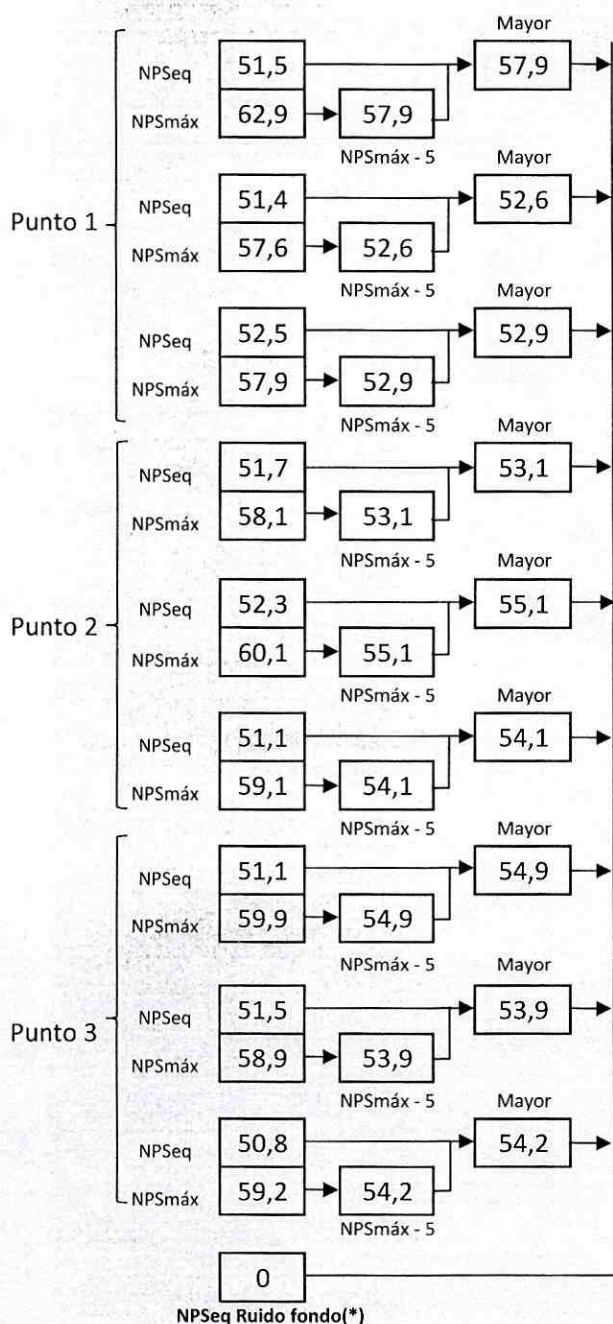 Mayor
NPSeq 51,5 57,9
NPSmáx 62,9 57,9
NPSmáx - 5
Mayor
NPSeq 51,4 52,6
Punto 1
NPSmáx 57,6 52,6
NPSmáx - 5
Mayor
NPSeq 52,5 52,9
NPSmáx 57,9 52,9
NPSmáx - 5
Mayor
NPSeq 51,7 53,1
NPSmáx 58,1 53,1
NPSmáx - 5
Mayor
NPSeq 52,3 55,1
Punto 2
NPSmáx 60,1 55,1
NPSmáx - 5
Mayor
NPSeq 51,1 54,1
NPSmáx 59,1 54,1
NPSmáx - 5
Mayor
NPSeq 51,1 54,9
NPSmáx 59,9 54,9
NPSmáx - 5
Mayor
NPSeq 51,5 53,9
Punto 3
NPSmáx 58,9 53,9
NPSmáx - 5
Mayor
NPSeq 50,8 54,2
NPSmáx 59,2 54,2
NPSmáx - 5
0
NPSeq Ruido fondo(*)